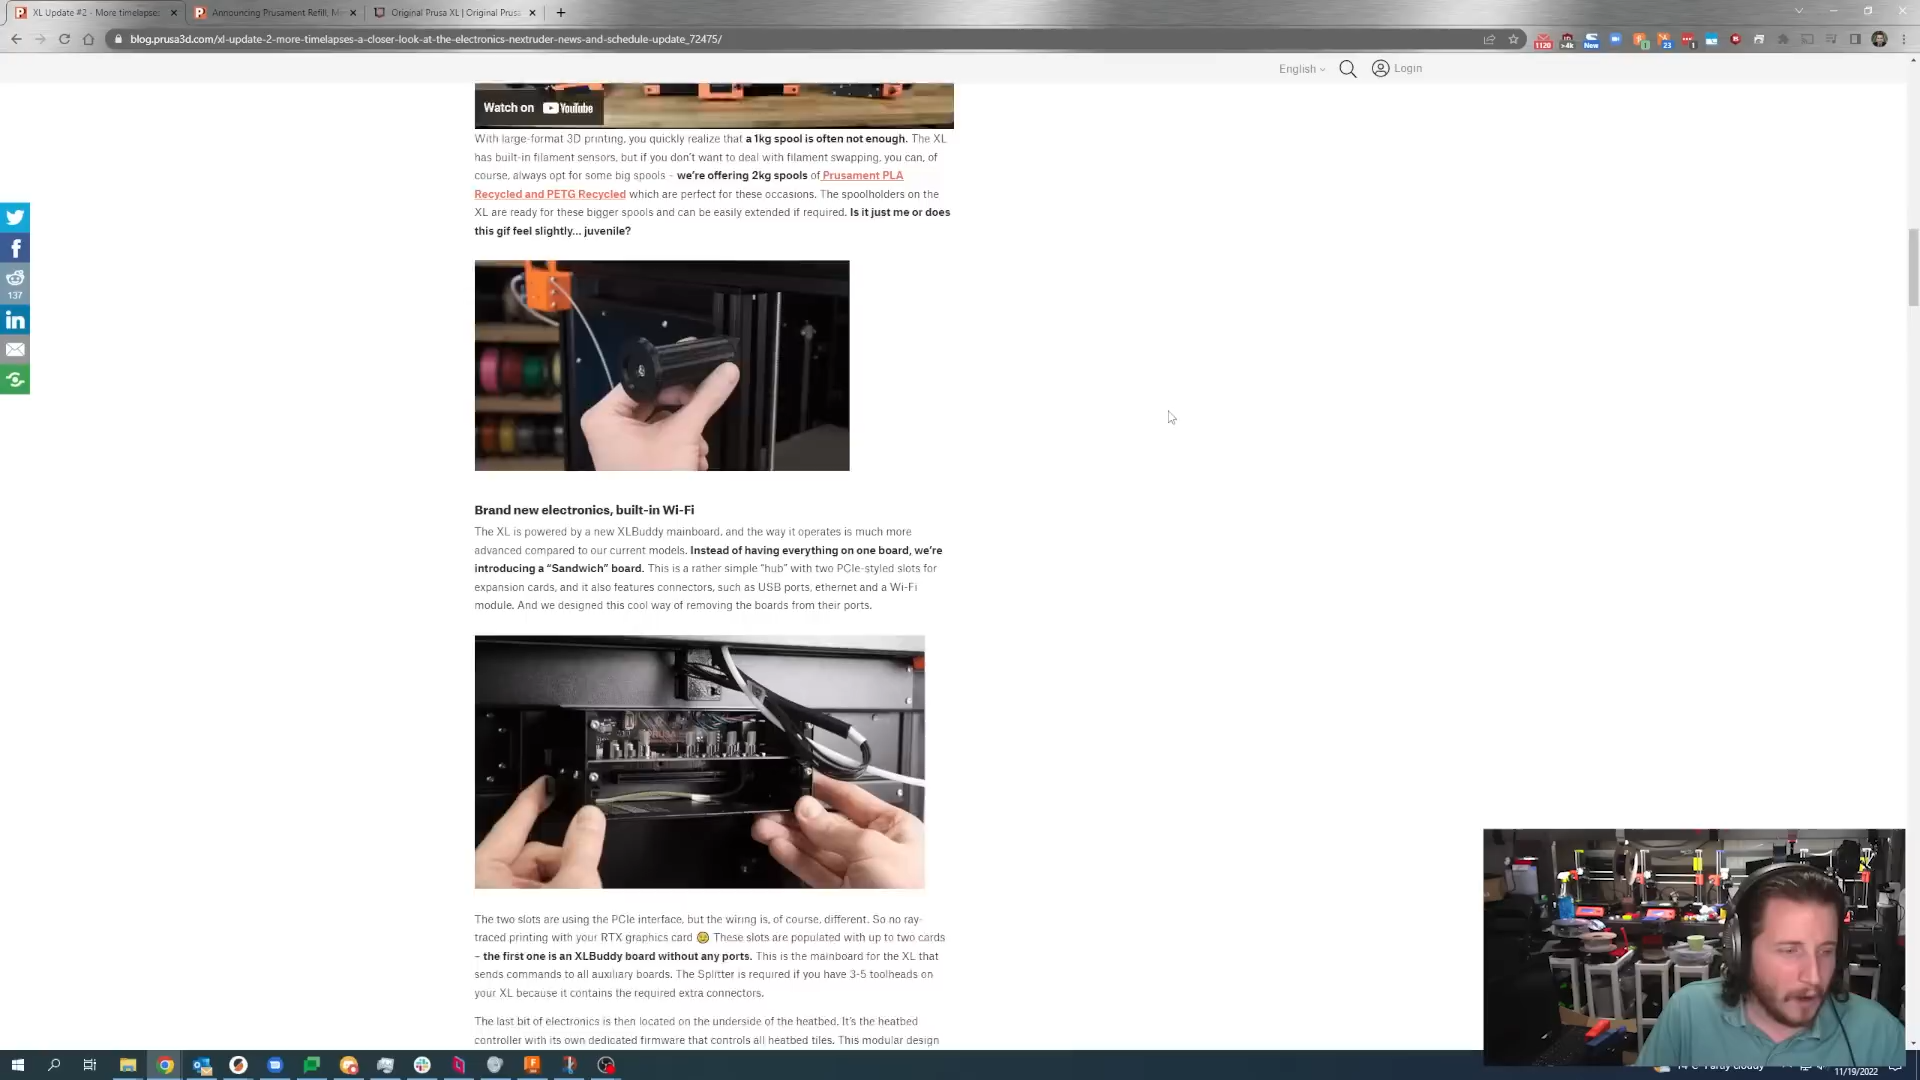 XL Update #2 - More timelapse:
Announcing Prusament Refill, M
Original Prusa XL | Original Prus
blog.prusa3d.com/xl-update-2-more-timelapses-a-closer-look-at-the-electronics-nextruder-news-and-schedule-update_72475/
English
Login
Watch on YouTube
With large-format 3D printing, you quickly realize that a 1kg spool is often not enough. The XL
has built-in filament sensors, but if you don't want to deal with filament swapping, you can, of
course, always opt for some big spools - we're offering 2kg spools of Prusament PLA
Recycled and PETG Recycled which are perfect for these occasions. The spoolholders on the
XL are ready for these bigger spools and can be easily extended if required. Is it just me or does
this gif feel slightly... juvenile?
137
Brand new electronics, built-in Wi-Fi
The XL is powered by a new XLBuddy mainboard, and the way it operates is much more
advanced compared to our current models. Instead of having everything on one board, we're
introducing a "Sandwich" board. This is a rather simple "hub" with two PCIe-styled slots for
expansion cards, and it also features connectors, such as USB ports, ethernet and a Wi-Fi
module. And we designed this cool way of removing the boards from their ports.
PRUSA
The two slots are using the PCIe interface, but the wiring is, of course, different. So no ray-
traced printing with your RTX graphics card 😉 These slots are populated with up to two cards
– the first one is an XLBuddy board without any ports. This is the mainboard for the XL that
sends commands to all auxiliary boards. The Splitter is required if you have 3-5 toolheads on
your XL because it contains the required extra connectors.
The last bit of electronics is then located on the underside of the heatbed. It's the heatbed
controller with its own dedicated firmware that controls all heatbed tiles. This modular design
11/19/2022